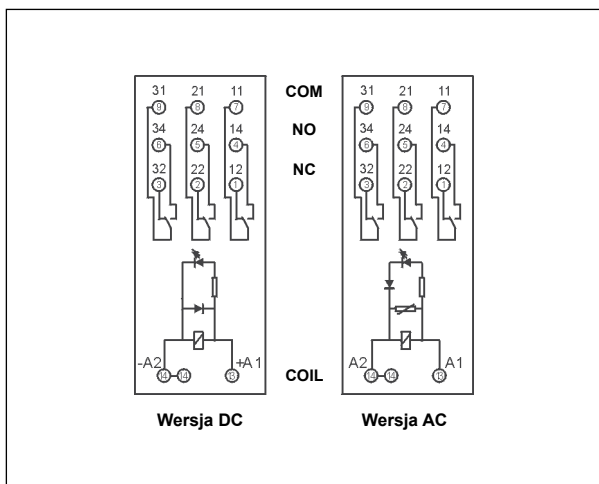 31 21 11 COM 31 21 11
9 8 7 9 8 7
34 24 14 NO 34 24 14
6 5 4 6 5 4
32 22 12 NC 32 22 12
3 2 1 3 2 1
-A2 +A1 A2 A1
14 14 13 COIL 14 14 13
Wersja DC Wersja AC